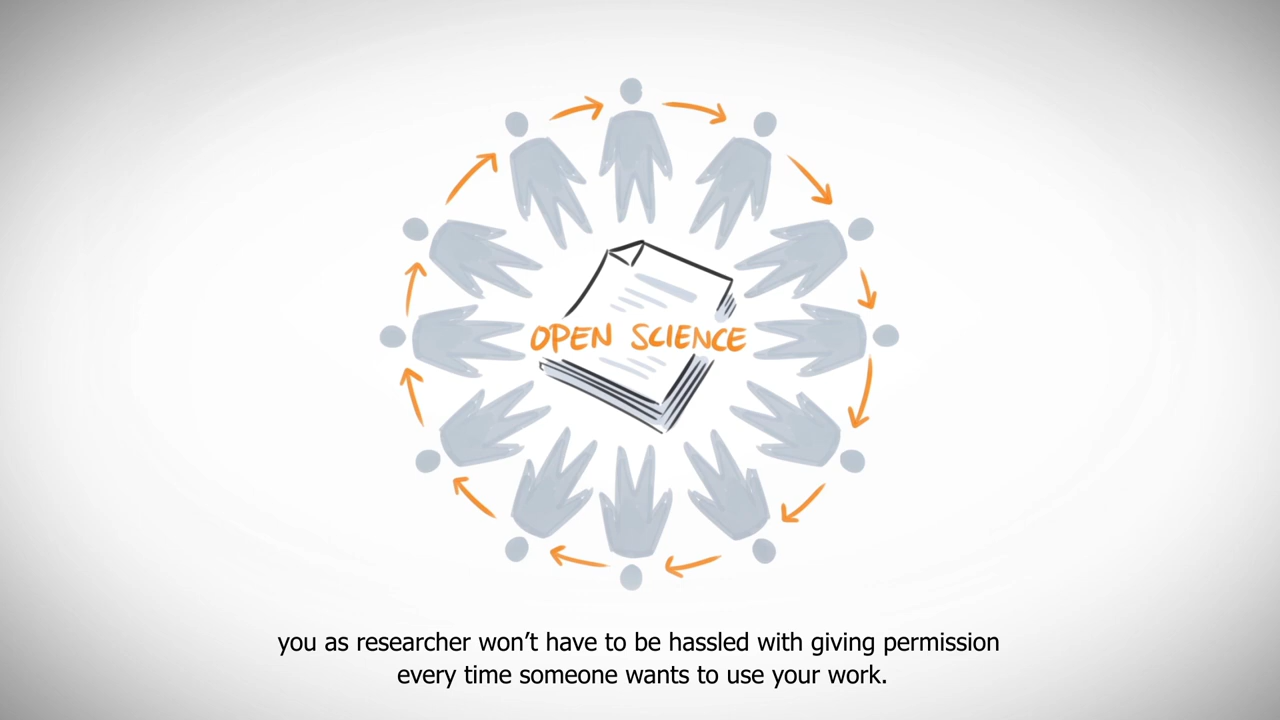 OPEN SCIENCE
you as researcher won't have to be hassled with giving permission
every time someone wants to use your work.